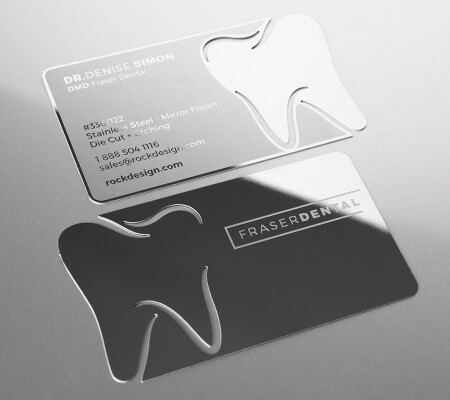 DR.DENISE SIMON
DMD Fraser Dental
#330022
Stainless Steel · Mirror Finish
Die Cut + Etching
1 888 504 1116
sales@rockdesign.com
rockdesign.com
FRASERDENTAL